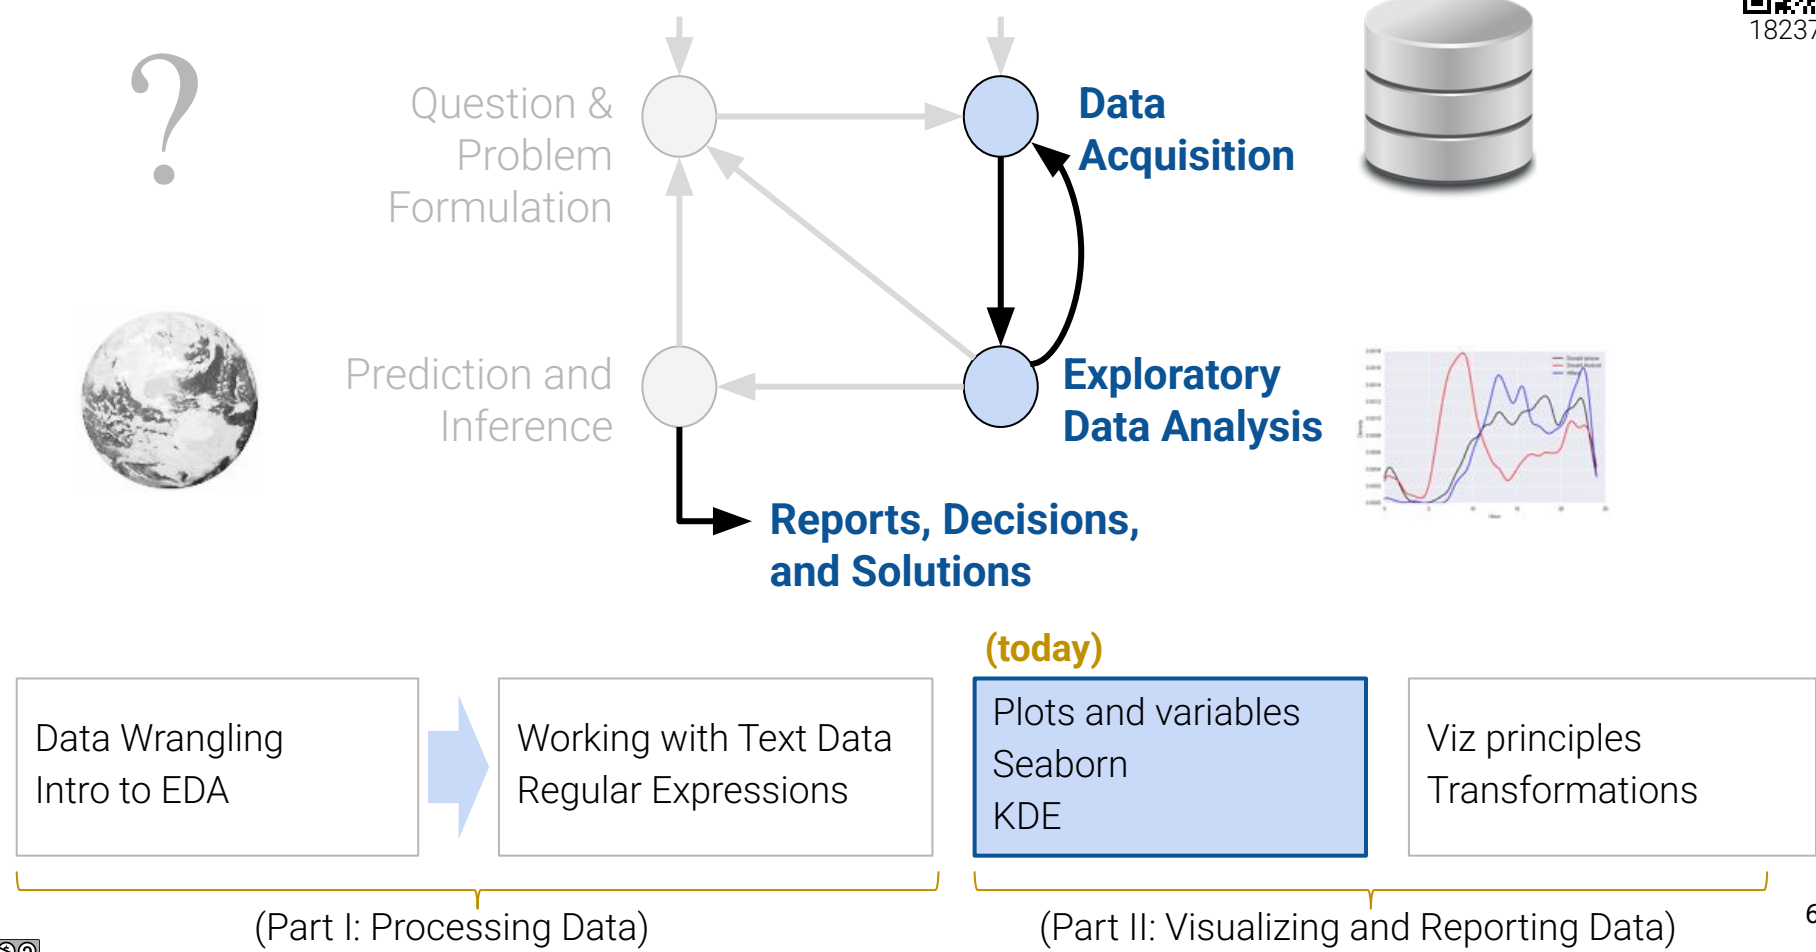 18237
?
Question &
Problem
Formulation
Data
Acquisition
Prediction and
Inference
Exploratory
Data Analysis
Reports, Decisions,
and Solutions
(today)
Data Wrangling
Intro to EDA
Working with Text Data
Regular Expressions
Plots and variables
Seaborn
KDE
Viz principles
Transformations
(Part I: Processing Data)
(Part II: Visualizing and Reporting Data)
6